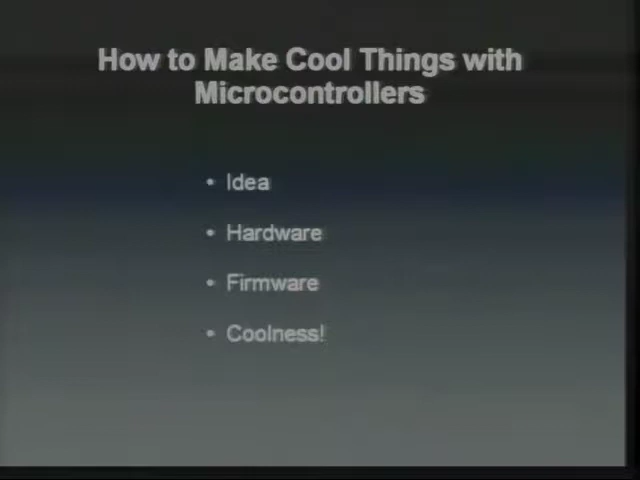 How to Make Cool Things with
Microcontrollers
• Idea
• Hardware
• Firmware
• Coolness!